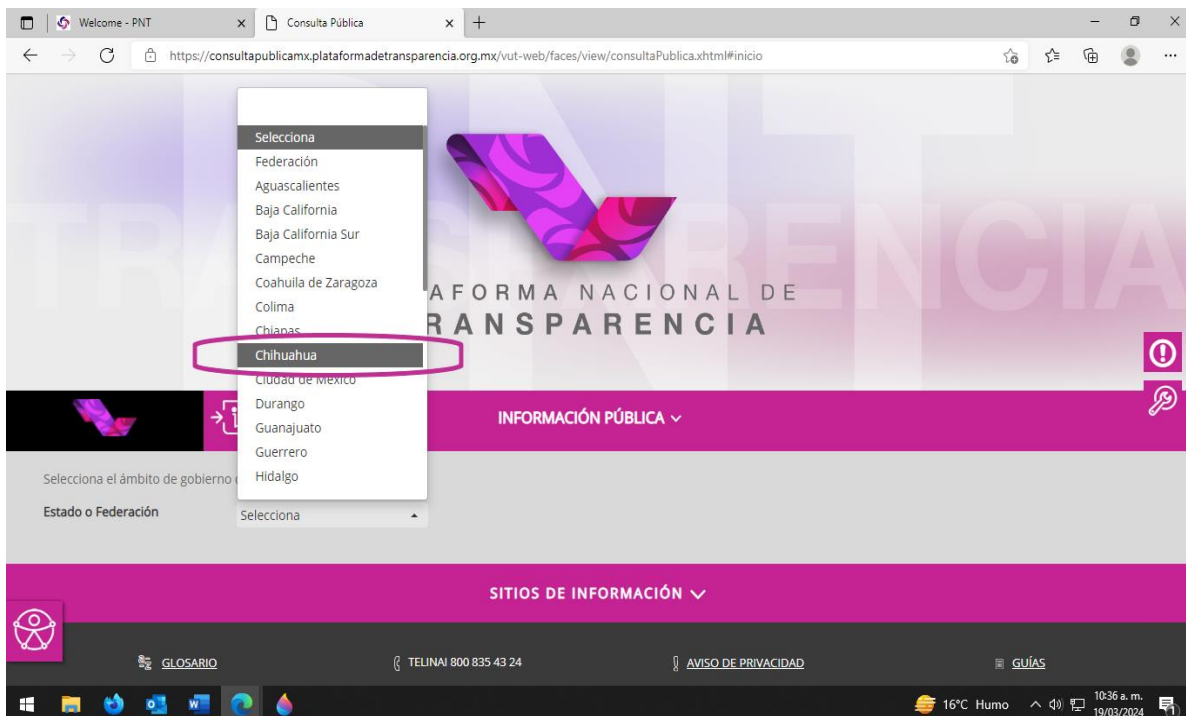 Welcome - PNT
Consulta Pública
https://consultapublicamx.plataformadetransparencia.org.mx/vut-web/faces/view/consultaPublica.xhtml#inicio
PNT
TRANSPARENCIA
Selecciona
Federación
Aguascalientes
Baja California
Baja California Sur
Campeche
Coahuila de Zaragoza
Colima
Chiapas
Chihuahua
Ciudad de México
Durango
Guanajuato
Guerrero
Hidalgo
AFORMA NACIONAL DE
RANSPARENCIA
INFORMACIÓN PÚBLICA
Selecciona el ámbito de gobierno
Estado o Federación
Selecciona
SITIOS DE INFORMACIÓN
GLOSARIO
TELINAI 800 835 43 24
AVISO DE PRIVACIDAD
GUÍAS
16°C Humo
10:36 a. m.
19/03/2024